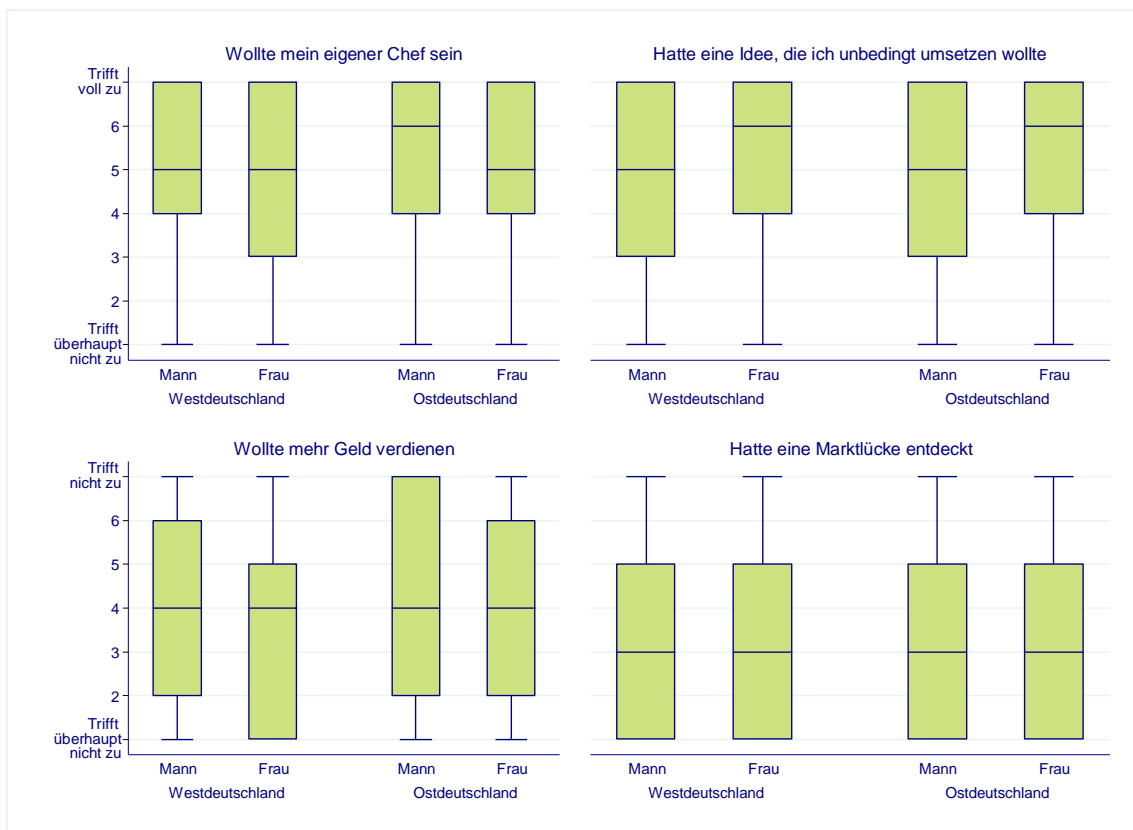 Wollte mein eigener Chef sein
Hatte eine Idee, die ich unbedingt umsetzen wollte
Trifft
voll zu
6
5
4
3
2
Trifft
überhaupt
nicht zu
Mann Frau Mann Frau
Westdeutschland Ostdeutschland
Mann Frau Mann Frau
Westdeutschland Ostdeutschland
Wollte mehr Geld verdienen
Hatte eine Marktlücke entdeckt
Trifft
nicht zu
6
5
4
3
2
Trifft
überhaupt
nicht zu
Mann Frau Mann Frau
Westdeutschland Ostdeutschland
Mann Frau Mann Frau
Westdeutschland Ostdeutschland